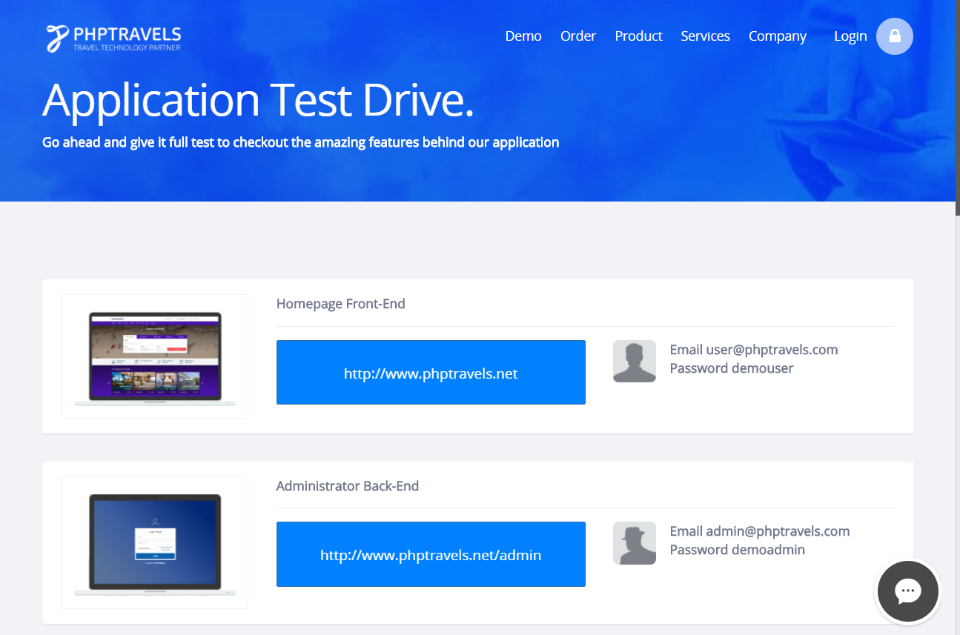 PHPTRAVELS
TRAVEL TECHNOLOGY PARTNER
Demo Order Product Services Company Login
Application Test Drive.
Go ahead and give it full test to checkout the amazing features behind our application
Homepage Front-End
http://www.phptravels.net
Email user@phptravels.com
Password demouser
Administrator Back-End
http://www.phptravels.net/admin
Email admin@phptravels.com
Password demoadmin